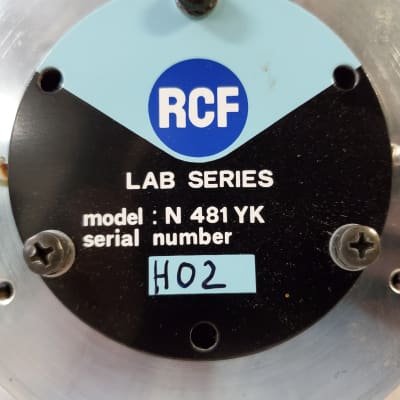 RCF
LAB SERIES
model : N 481 YK
serial number
H02